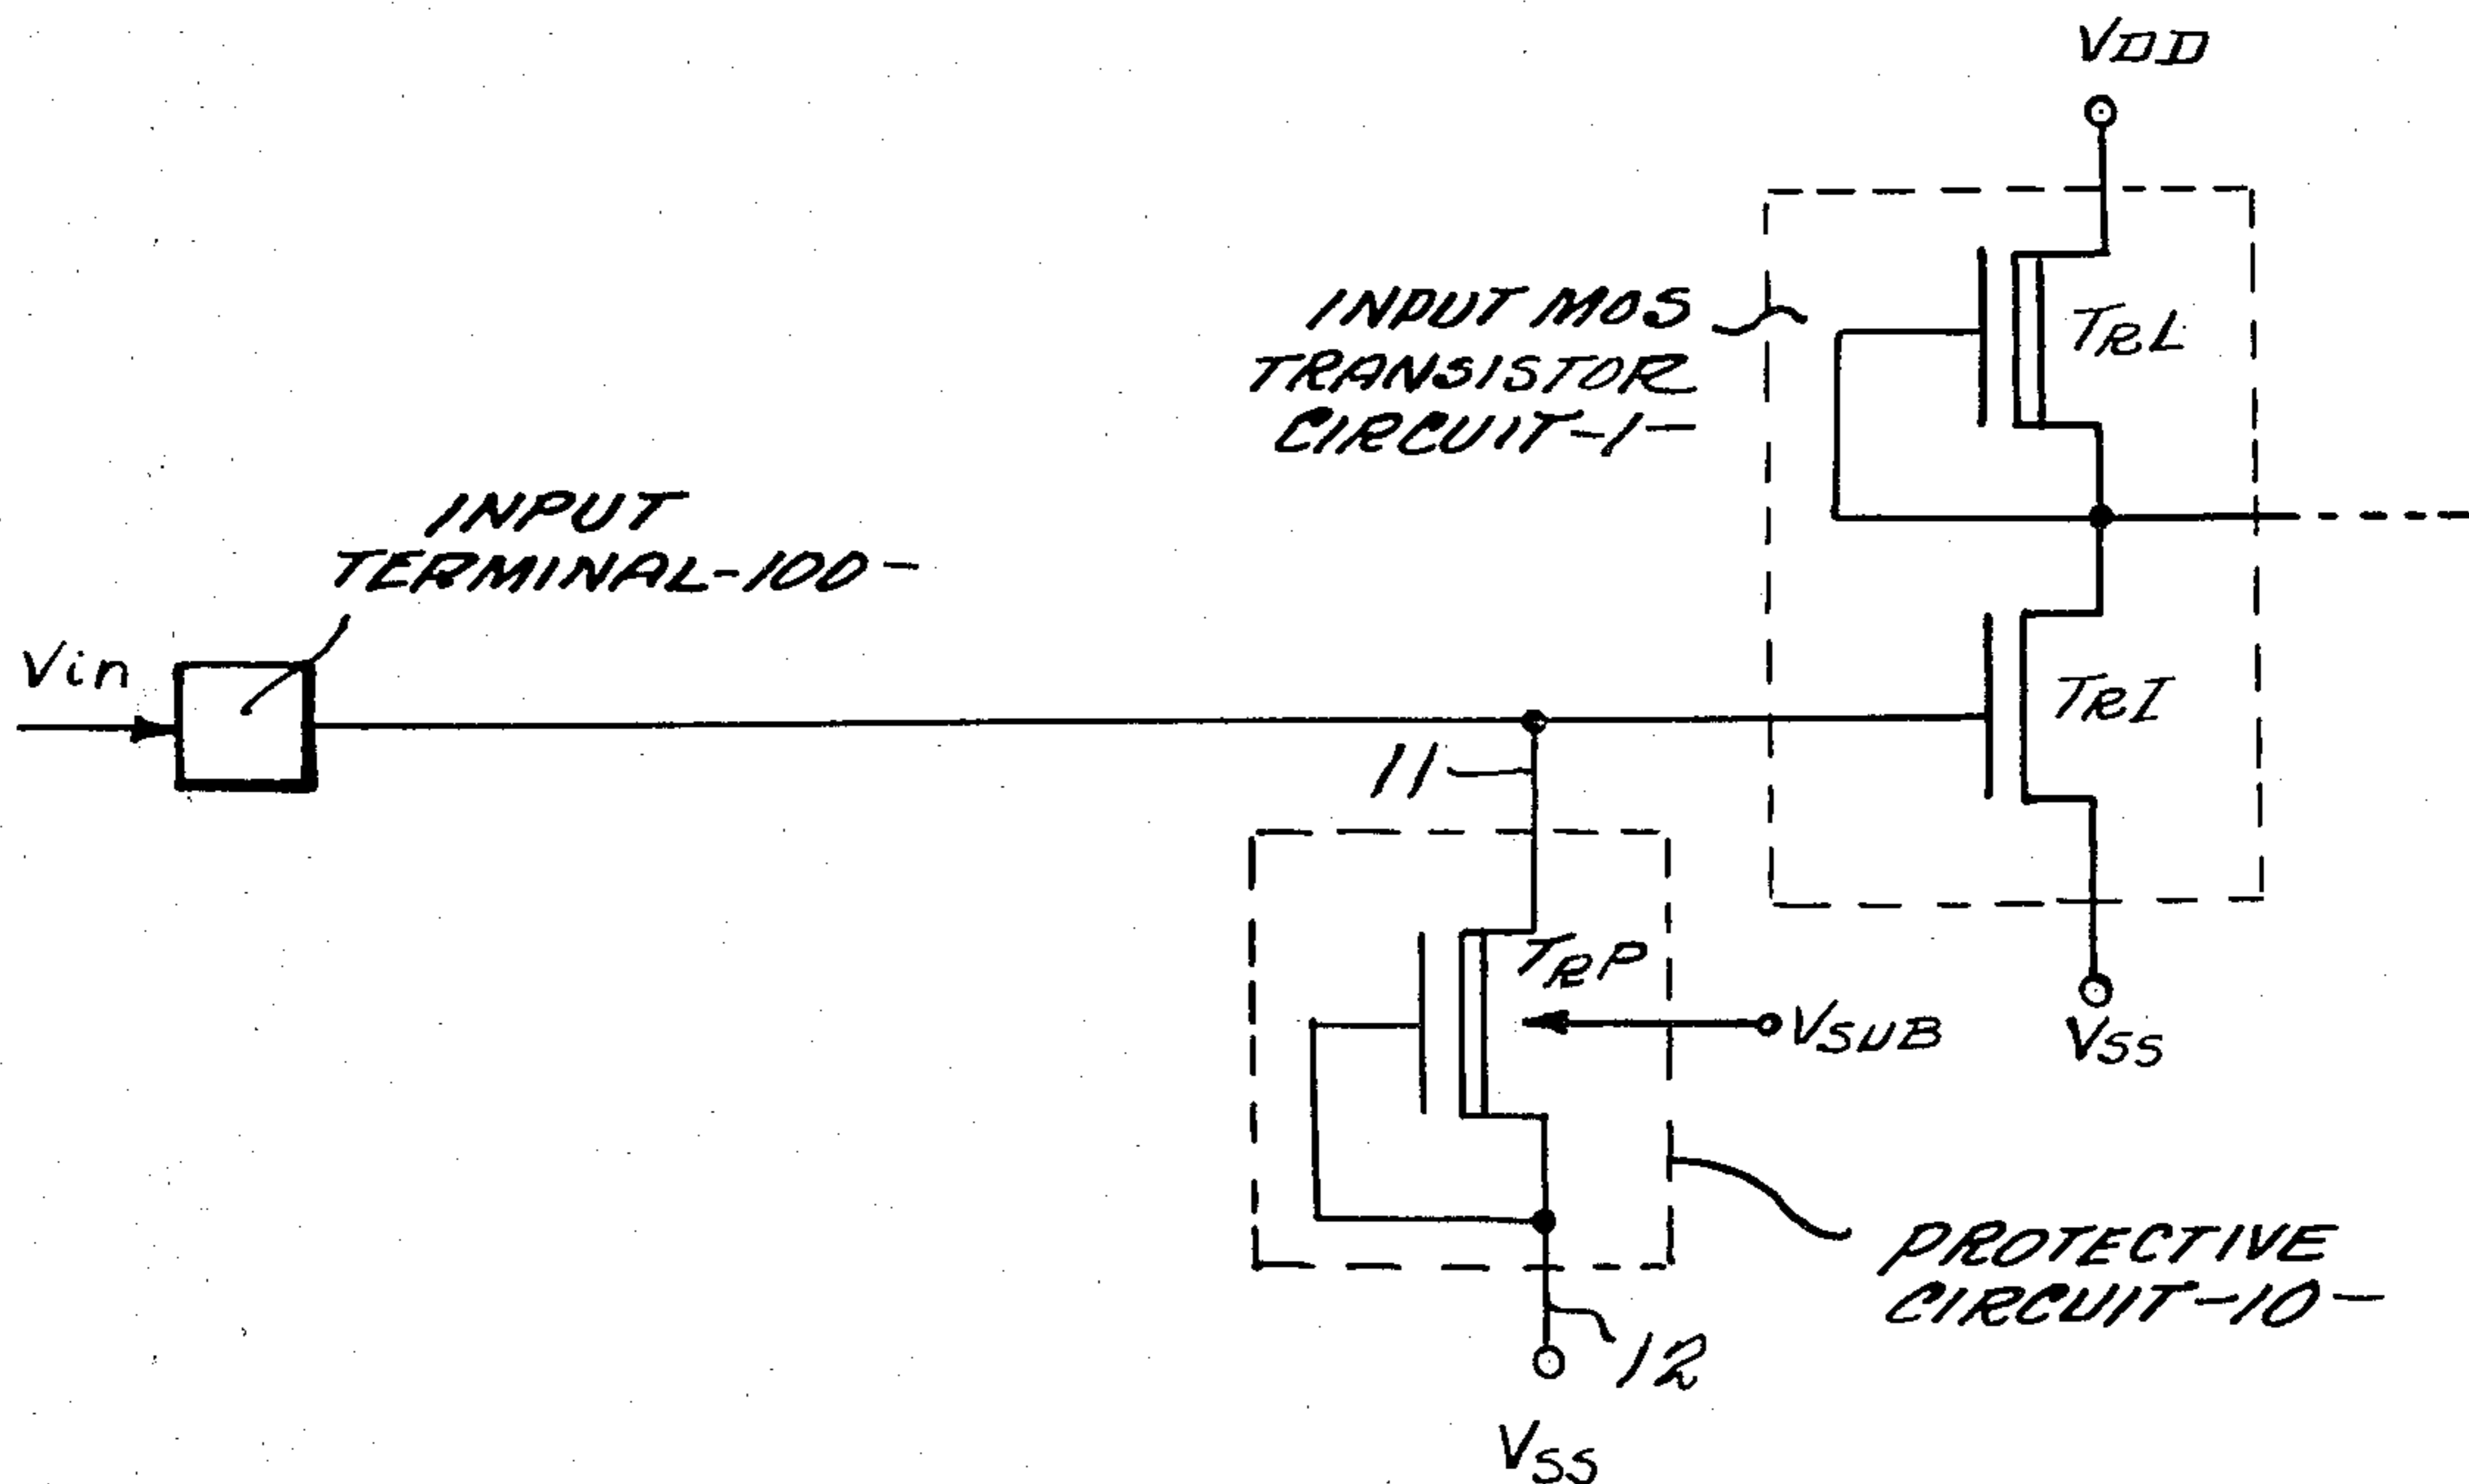 VDD
INPUT MOS
TRANSISTOR
CIRCUIT-1-
TRL
INPUT
TERMINAL-100-
Vin
TRI
11
TRP
VSUB
VSS
PROTECTIVE
CIRCUIT-10-
12
VSS